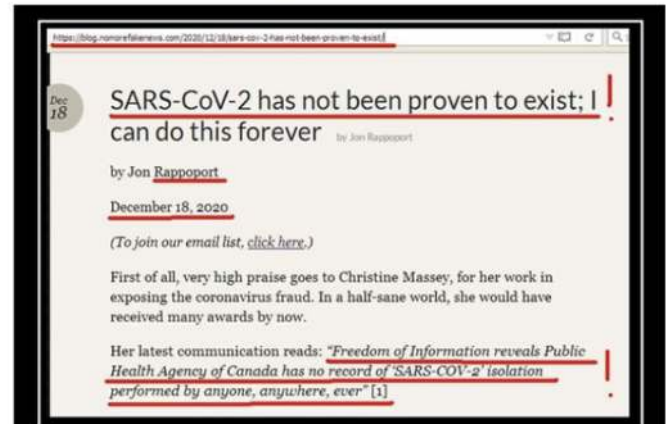 https://blog.nomorefakenews.com/2020/12/18/sars-cov-2-has-not-been-proven-to-exist/
Dec
18
SARS-CoV-2 has not been proven to exist; I
can do this forever by Jon Rappoport
by Jon Rappoport
December 18, 2020
(To join our email list, click here.)
First of all, very high praise goes to Christine Massey, for her work in
exposing the coronavirus fraud. In a half-sane world, she would have
received many awards by now.
Her latest communication reads: “Freedom of Information reveals Public
Health Agency of Canada has no record of ‘SARS-COV-2’ isolation
performed by anyone, anywhere, ever” [1]